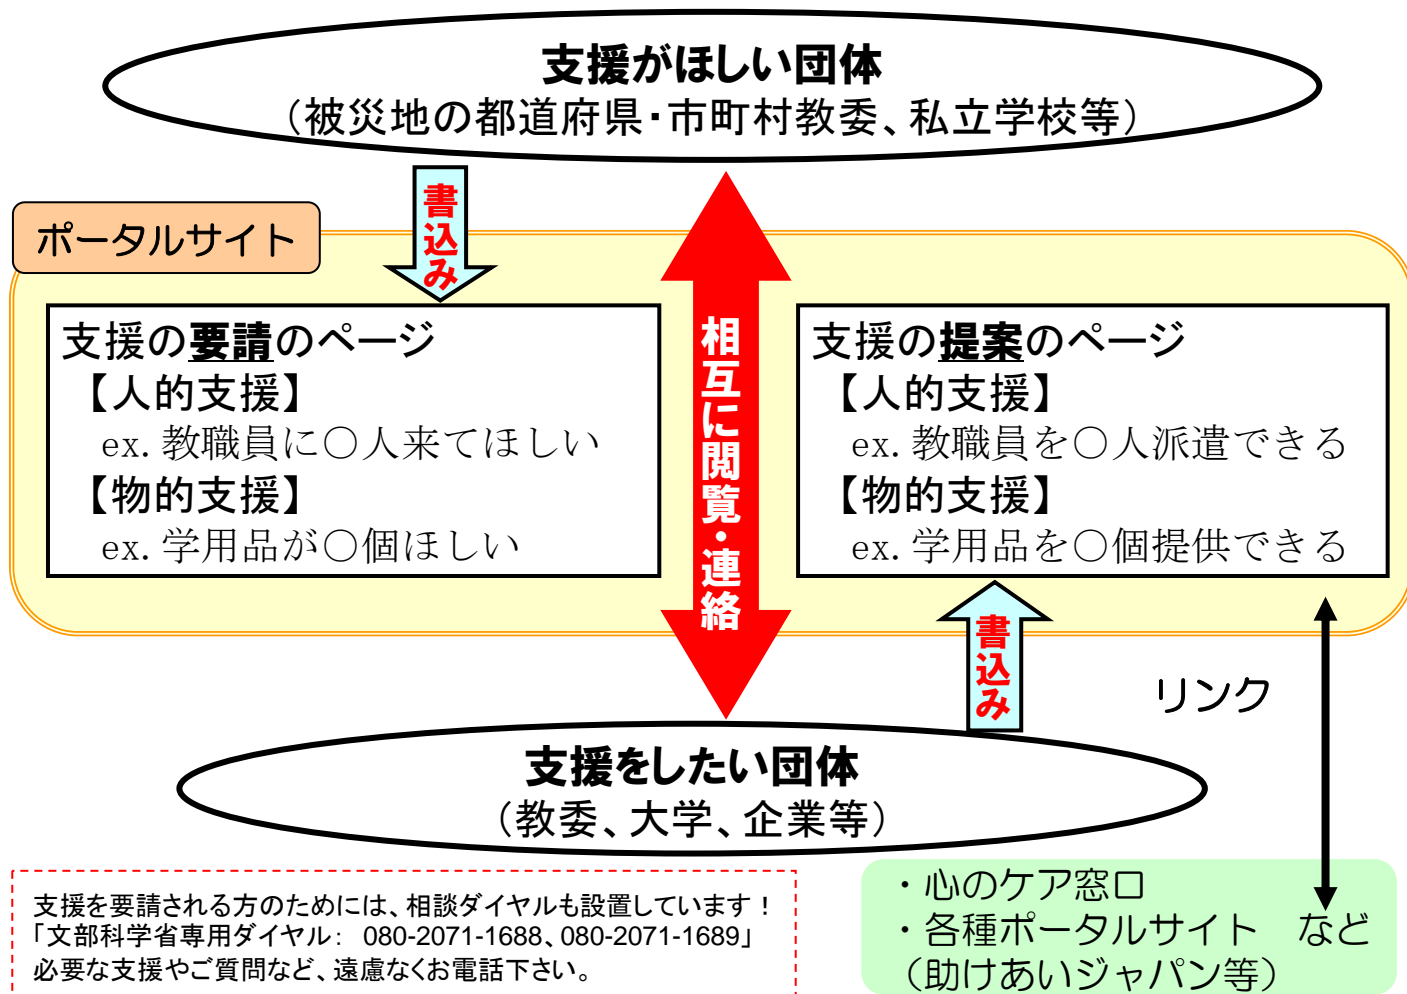 支援がほしい団体
（被災地の都道府県・市町村教委、私立学校等）
書込み
ポータルサイト
支援の要請のページ
【人的支援】
ex. 教職員に〇人来てほしい
【物的支援】
ex. 学用品が〇個ほしい
相互に閲覧・連絡
支援の提案のページ
【人的支援】
ex. 教職員を〇人派遣できる
【物的支援】
ex. 学用品を〇個提供できる
書込み
リンク
支援をしたい団体
（教委、大学、企業等）
支援を要請される方のためには、相談ダイヤルも設置しています！
「文部科学省専用ダイヤル： 080-2071-1688、080-2071-1689」
必要な支援やご質問など、遠慮なくお電話下さい。
・心のケア窓口
・各種ポータルサイト　など
（助けあいジャパン等）